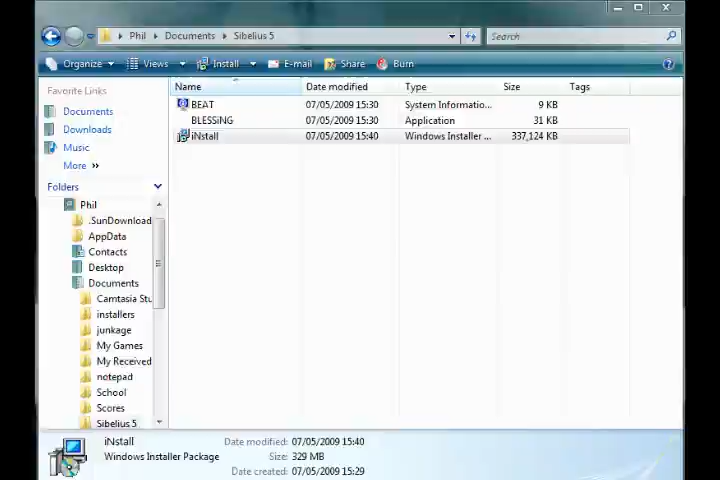 Phil Documents Sibelius 5 Search
Organize Views Install E-mail Share Burn
Favorite Links
Documents
Downloads
Music
More »
Folders
Phil
.SunDownload
AppData
Contacts
Desktop
Documents
Camtasia Stu
installers
junkage
My Games
My Received
notepad
School
Scores
Sibelius 5
Name Date modified Type Size Tags
BEAT 07/05/2009 15:30 System Informatio... 9 KB
BLESSiNG 07/05/2009 15:30 Application 31 KB
iNstall 07/05/2009 15:40 Windows Installer ... 337,124 KB
iNstall Date modified: 07/05/2009 15:40
Windows Installer Package Size: 329 MB
Date created: 07/05/2009 15:29